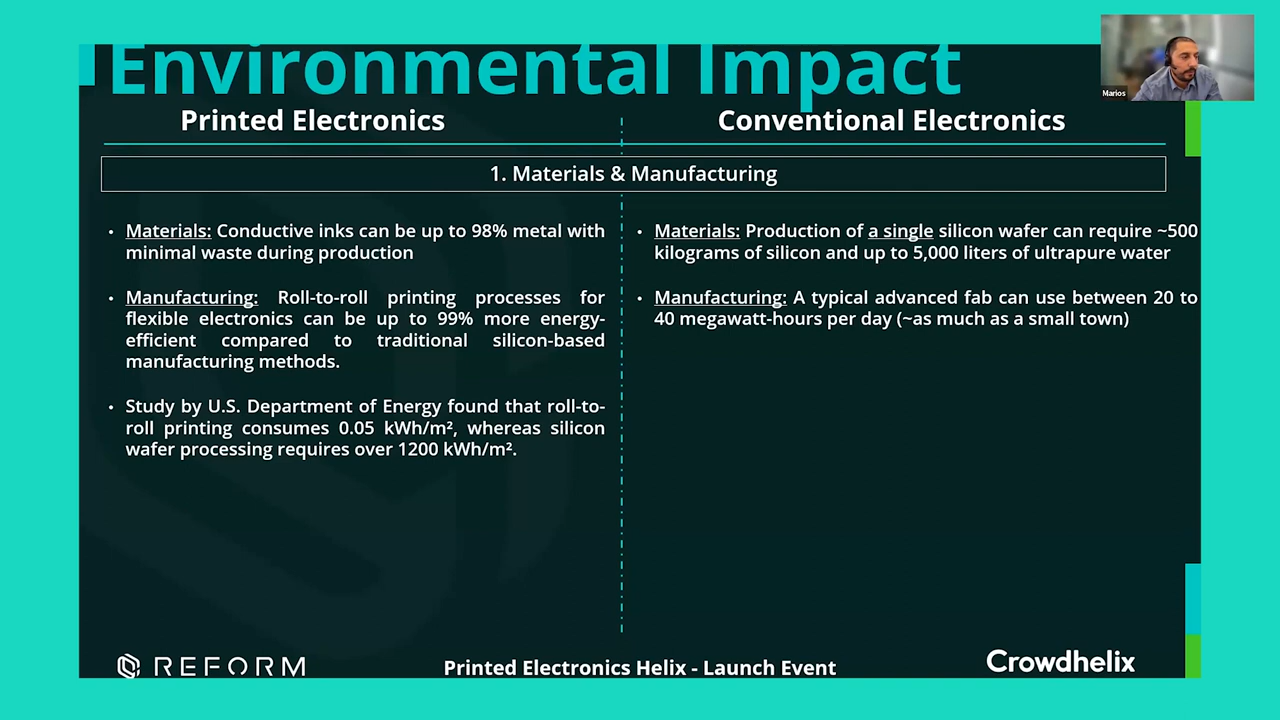 Environmental Impact
Marios
Printed Electronics
Conventional Electronics
1. Materials & Manufacturing
• Materials: Conductive inks can be up to 98% metal with
minimal waste during production
• Manufacturing: Roll-to-roll printing processes for
flexible electronics can be up to 99% more energy-
efficient compared to traditional silicon-based
manufacturing methods.
• Study by U.S. Department of Energy found that roll-to-
roll printing consumes 0.05 kWh/m², whereas silicon
wafer processing requires over 1200 kWh/m².
• Materials: Production of a single silicon wafer can require ~500
kilograms of silicon and up to 5,000 liters of ultrapure water
• Manufacturing: A typical advanced fab can use between 20 to
40 megawatt-hours per day (~as much as a small town)
REFORM
Printed Electronics Helix - Launch Event
Crowdhelix